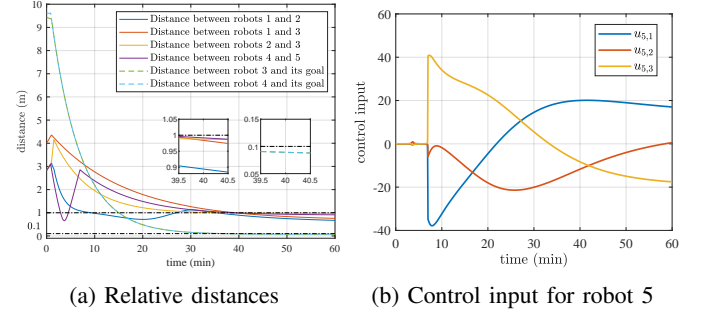 10
9
8
7
6
5
4
3
2
1
0.1
0
distance (m)
Distance between robots 1 and 2
Distance between robots 1 and 3
Distance between robots 2 and 3
Distance between robots 4 and 5
Distance between robot 3 and its goal
Distance between robot 4 and its goal
1.05
1
0.95
0.9
39.5 40 40.5
0.15
0.1
0.05
39.5 40 40.5
0 10 20 30 40 50 60
time (min)
(a) Relative distances
60
40
20
0
-20
-40
control input
u5,1
u5,2
u5,3
0 10 20 30 40 50 60
time (min)
(b) Control input for robot 5